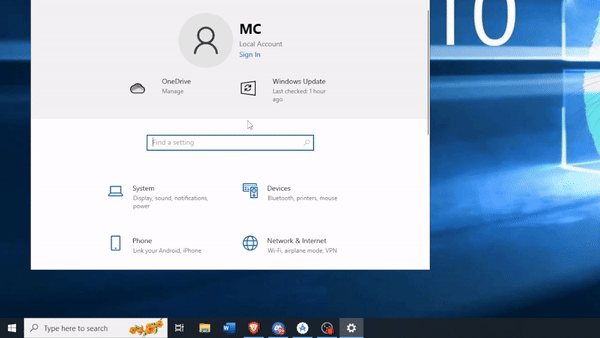 MC
Local Account
Sign In
OneDrive
Manage
Windows Update
Last checked: 1 hour
ago
10
Find a setting
System
Display, sound, notifications,
power
Devices
Bluetooth, printers, mouse
Phone
Link your Android, iPhone
Network & Internet
Wi-Fi, airplane mode, VPN
Type here to search